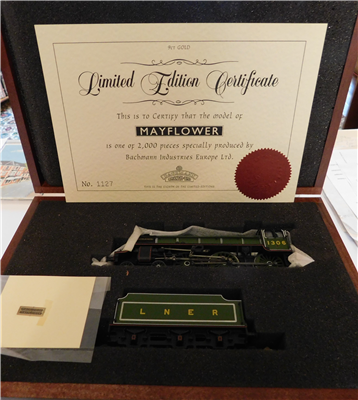 Limited Edition Certificate
This is to Certify that the model of
MAYFLOWER
is one of 2,000 pieces specially produced by
Bachmann Industries Europe Ltd.
No. 1127
1306
L N E R